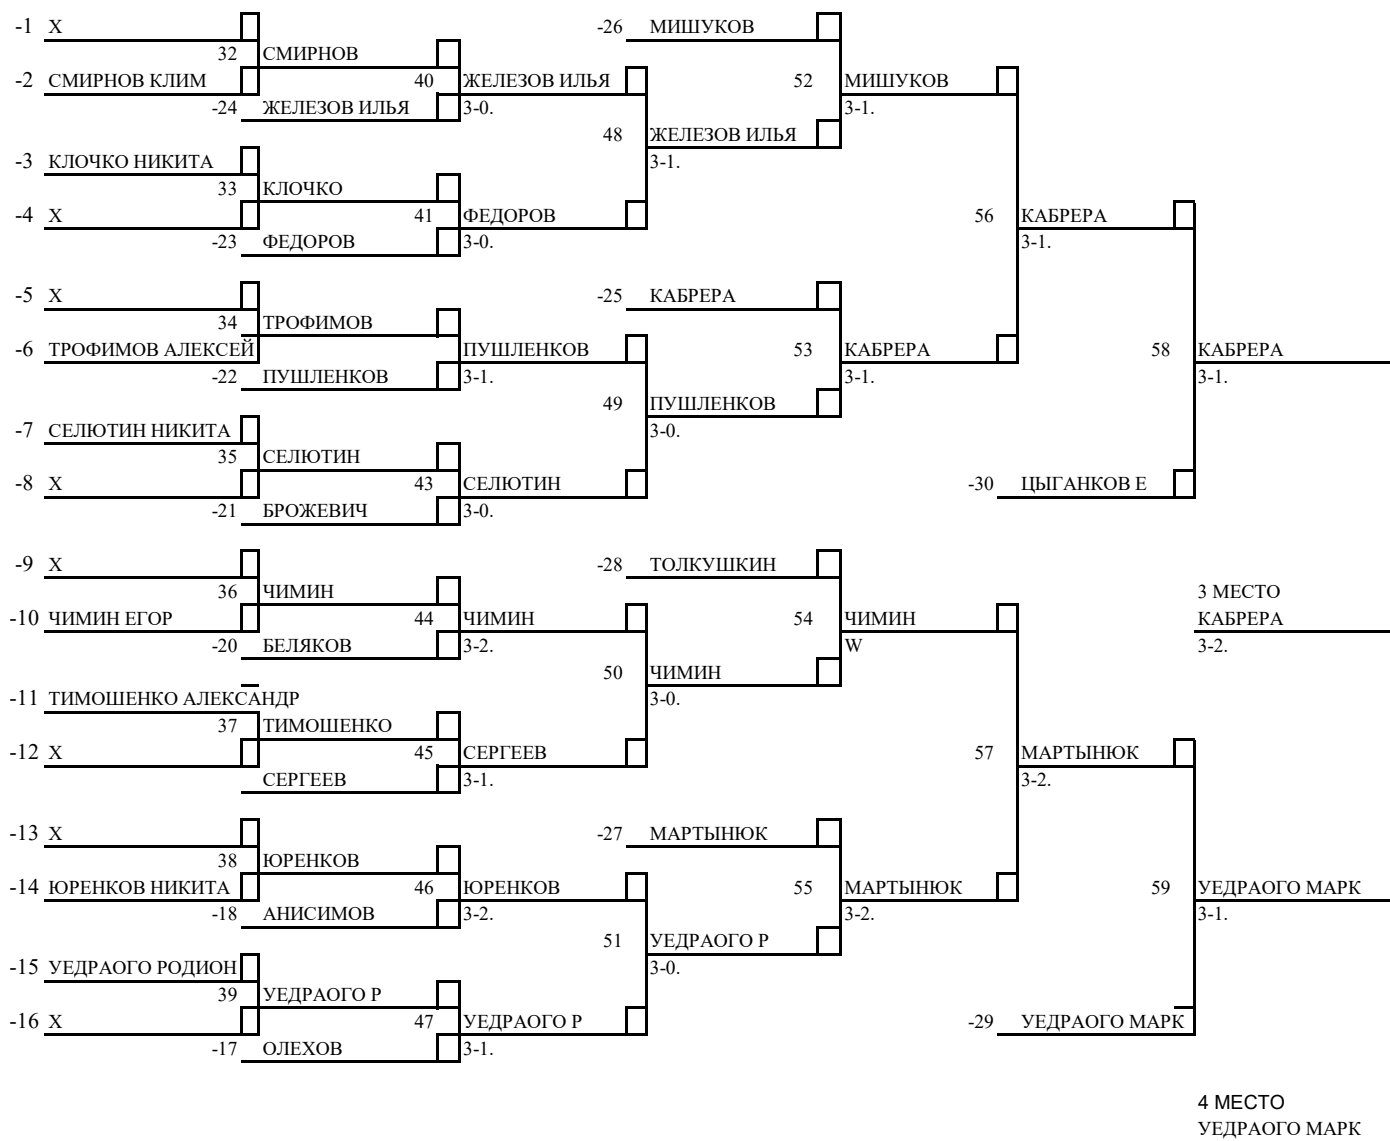 -1 X -26 МИШУКОВ
32 СМИРНОВ
-2 СМИРНОВ КЛИМ 40 ЖЕЛЕЗОВ ИЛЬЯ 52 МИШУКОВ
-24 ЖЕЛЕЗОВ ИЛЬЯ 3-0. 3-1.
48 ЖЕЛЕЗОВ ИЛЬЯ
-3 КЛОЧКО НИКИТА 3-1.
33 КЛОЧКО
-4 X 41 ФЕДОРОВ 56 КАБРЕРА
-23 ФЕДОРОВ 3-0. 3-1.
-5 X -25 КАБРЕРА
34 ТРОФИМОВ
-6 ТРОФИМОВ АЛЕКСЕЙ ПУШЛЕНКОВ 53 КАБРЕРА 58 КАБРЕРА
-22 ПУШЛЕНКОВ 3-1. 3-1. 3-1.
49 ПУШЛЕНКОВ
-7 СЕЛЮТИН НИКИТА 3-0.
35 СЕЛЮТИН
-8 X 43 СЕЛЮТИН -30 ЦЫГАНКОВ Е
-21 БРОЖЕВИЧ 3-0.
-9 X -28 ТОЛКУШКИН
36 ЧИМИН 3 МЕСТО
-10 ЧИМИН ЕГОР 44 ЧИМИН 54 ЧИМИН КАБРЕРА
-20 БЕЛЯКОВ 3-2. W 3-2.
50 ЧИМИН
-11 ТИМОШЕНКО АЛЕКСАНДР 3-0.
37 ТИМОШЕНКО
-12 X 45 СЕРГЕЕВ 57 МАРТЫНЮК
СЕРГЕЕВ 3-1. 3-2.
-13 X -27 МАРТЫНЮК
38 ЮРЕНКОВ
-14 ЮРЕНКОВ НИКИТА 46 ЮРЕНКОВ 55 МАРТЫНЮК 59 УЕДРАОГО МАРК
-18 АНИСИМОВ 3-2. 3-2. 3-1.
51 УЕДРАОГО Р
-15 УЕДРАОГО РОДИОН 3-0.
39 УЕДРАОГО Р
-16 X 47 УЕДРАОГО Р -29 УЕДРАОГО МАРК
-17 ОЛЕХОВ 3-1.
4 МЕСТО
УЕДРАОГО МАРК